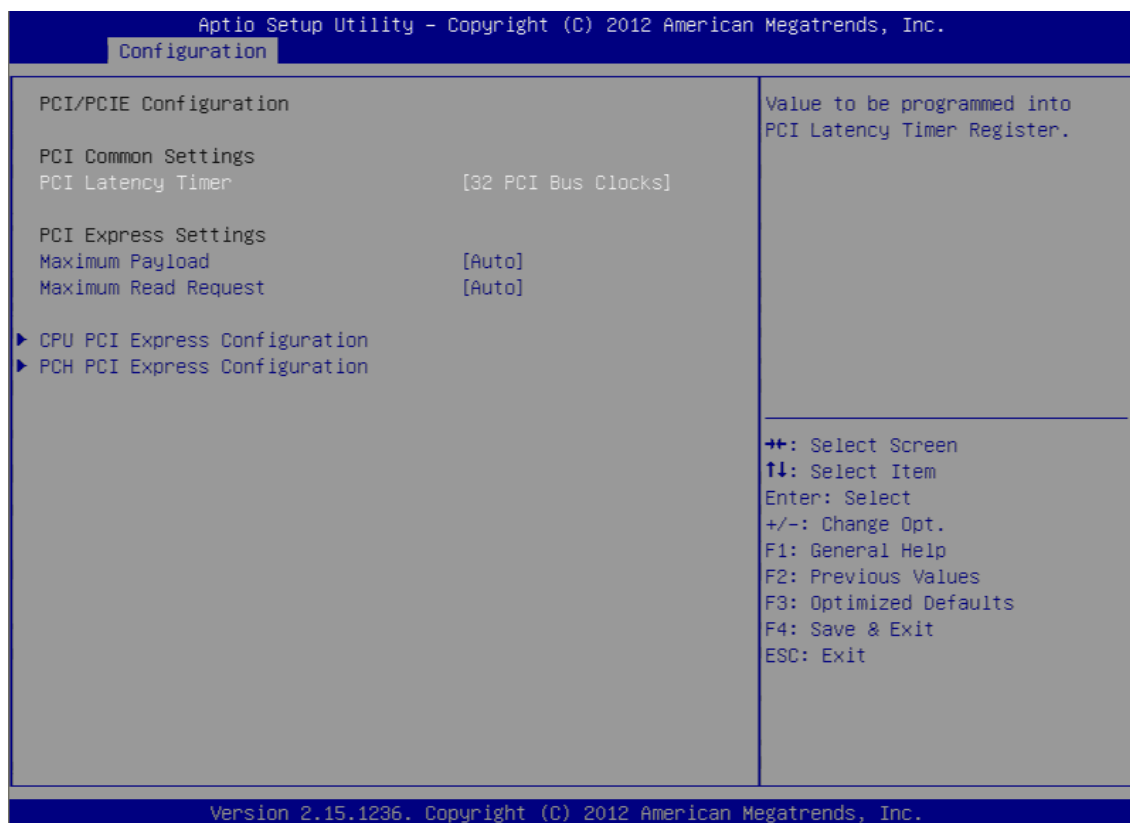 Aptio Setup Utility – Copyright (C) 2012 American Megatrends, Inc.
Configuration
PCI/PCIE Configuration
PCI Common Settings
PCI Latency Timer [32 PCI Bus Clocks]
PCI Express Settings
Maximum Payload [Auto]
Maximum Read Request [Auto]
▶ CPU PCI Express Configuration
▶ PCH PCI Express Configuration
Value to be programmed into
PCI Latency Timer Register.
→←: Select Screen
↑↓: Select Item
Enter: Select
+/-: Change Opt.
F1: General Help
F2: Previous Values
F3: Optimized Defaults
F4: Save & Exit
ESC: Exit
Version 2.15.1236. Copyright (C) 2012 American Megatrends, Inc.